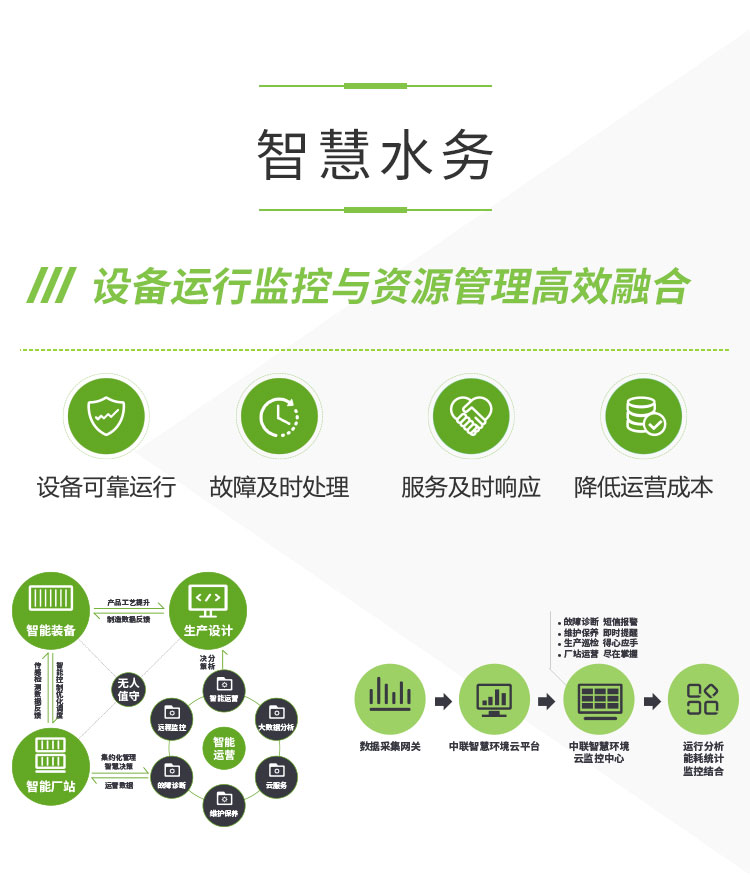 智慧水务
设备运行监控与资源管理高效融合
设备可靠运行
故障及时处理
服务及时响应
降低运营成本
智能装备
产品工艺提升
制造数据反馈
生产设计
传感检测数据反馈
智能控制优化调度
无人
值守
决策
分析
智能运营
远程监控
大数据分析
智能
运营
故障诊断
云服务
维护保养
智能厂站
集约化管理
智慧决策
运营数据
故障诊断 短信报警
维护保养 即时提醒
生产巡检 得心应手
厂站运营 尽在掌握
数据采集网关
中联智慧环境云平台
中联智慧环境
云监控中心
运行分析
能耗统计
监控结合